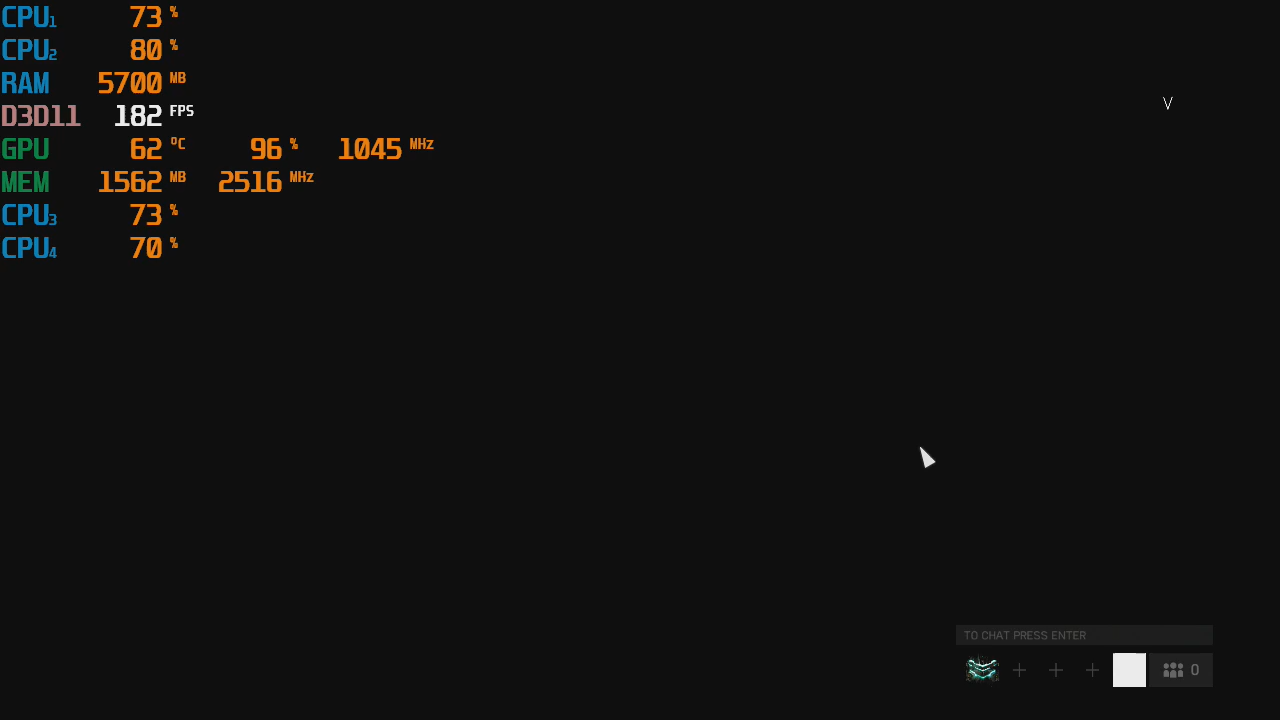 CPU1 73 %
CPU2 80 %
RAM 5700 MB
D3D11 182 FPS
V
GPU 62 °C 96 % 1045 MHz
MEM 1562 MB 2516 MHz
CPU3 73 %
CPU4 70 %
TO CHAT PRESS ENTER
0